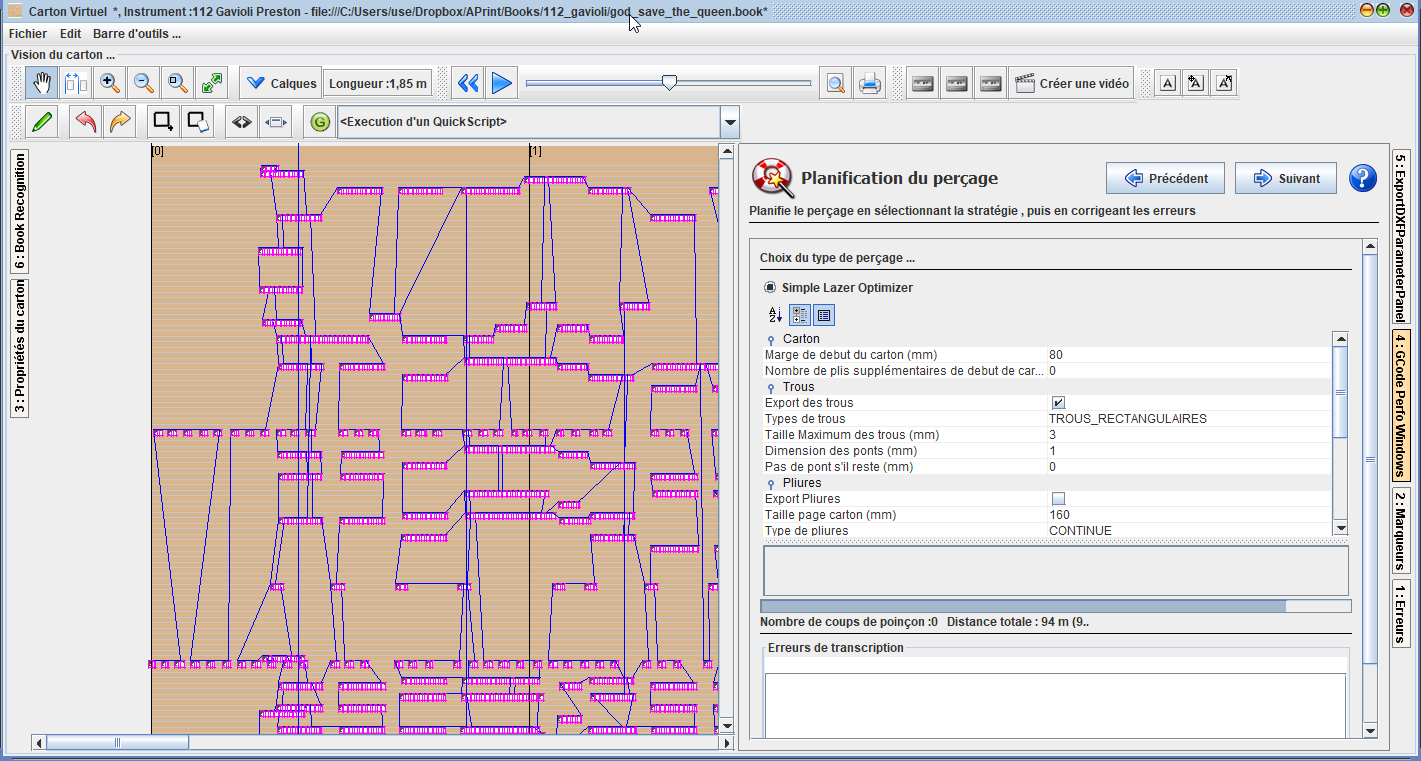 Carton Virtuel *, Instrument :112 Gavioli Preston - file:///C:/Users/use/Dropbox/APrint/Books/112_gavioli/god_save_the_queen.book*
Fichier Edit Barre d'outils ...
Vision du carton ...
Calques Longueur :1,85 m Créer une vidéo A A A
G <Execution d'un QuickScript>
6 : Book Recognition
3 : Propriétés du carton
[0] [1]
Planification du perçage Précédent Suivant ?
Planifie le perçage en sélectionnant la stratégie , puis en corrigeant les erreurs
Choix du type de perçage ...
Simple Lazer Optimizer
A Z
Carton
Marge de debut du carton (mm) 80
Nombre de plis supplémentaires de debut de car... 0
Trous
Export des trous
Types de trous TROUS_RECTANGULAIRES
Taille Maximum des trous (mm) 3
Dimension des ponts (mm) 1
Pas de pont s'il reste (mm) 0
Pliures
Export Pliures
Taille page carton (mm) 160
Type de pliures CONTINUE
Nombre de coups de poinçon :0 Distance totale : 94 m (9..
Erreurs de transcription
5 : ExportDXFParameterPanel
4 : GCode Perfo Windows
2 : Marqueurs
1 : Erreurs